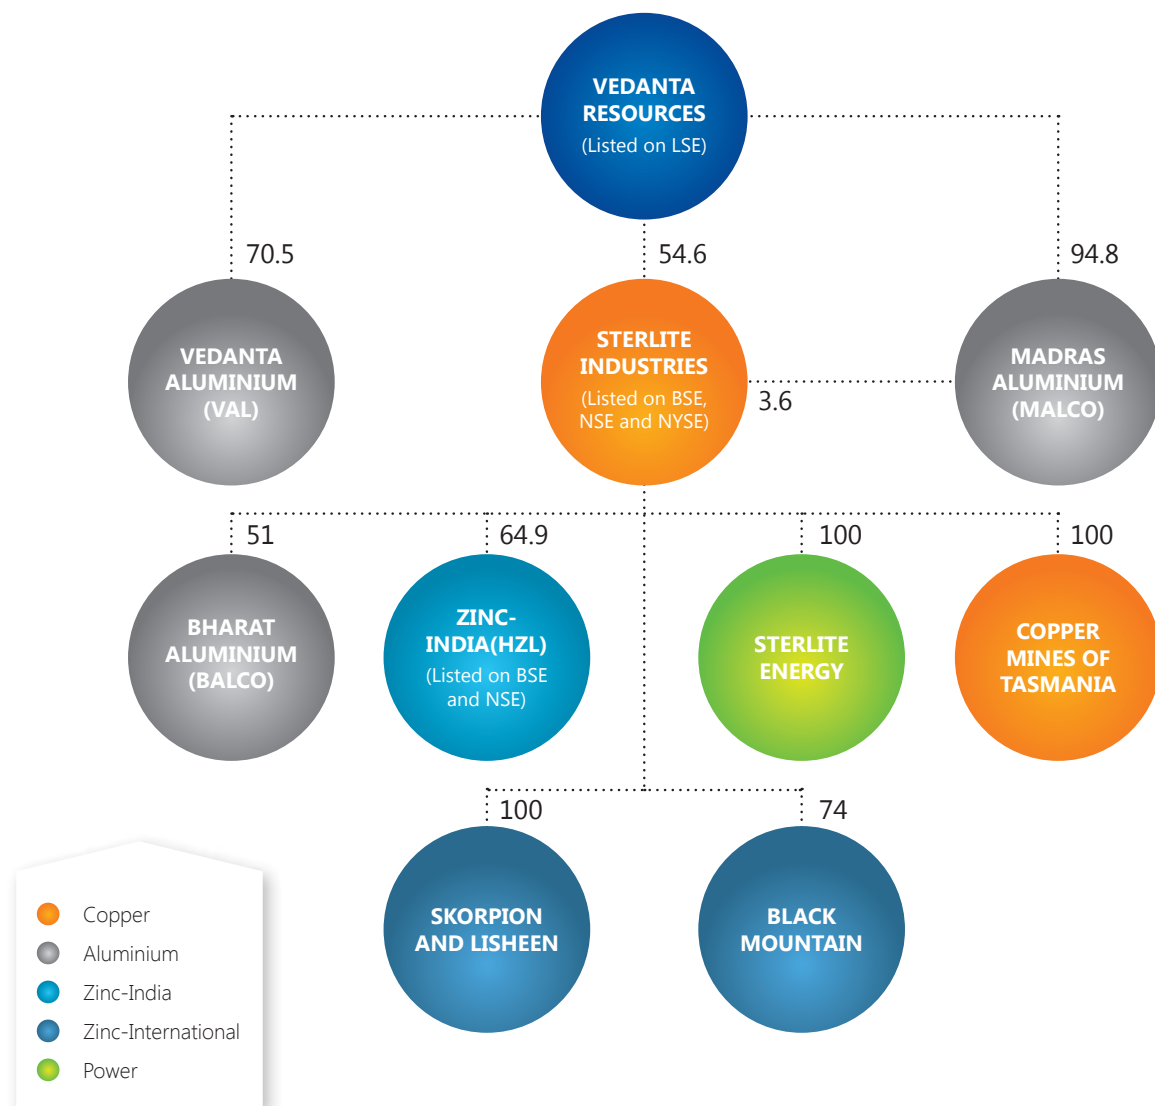 VEDANTA
RESOURCES
(Listed on LSE)
70.5
54.6
94.8
VEDANTA
ALUMINIUM
(VAL)
STERLITE
INDUSTRIES
(Listed on BSE,
NSE and NYSE)
3.6
MADRAS
ALUMINIUM
(MALCO)
51
64.9
100
100
BHARAT
ALUMINIUM
(BALCO)
ZINC-
INDIA(HZL)
(Listed on BSE
and NSE)
STERLITE
ENERGY
COPPER
MINES OF
TASMANIA
100
74
SKORPION
AND LISHEEN
BLACK
MOUNTAIN
Copper
Aluminium
Zinc-India
Zinc-International
Power